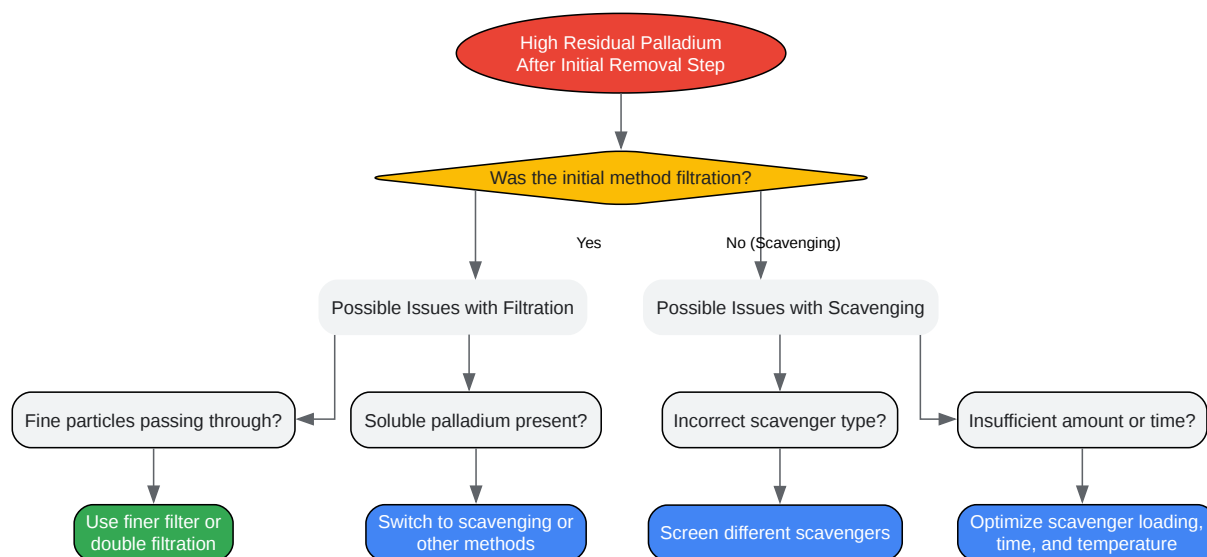 High Residual Palladium
After Initial Removal Step
Was the initial method filtration?
Yes
No (Scavenging)
Possible Issues with Filtration
Possible Issues with Scavenging
Fine particles passing through?
Soluble palladium present?
Incorrect scavenger type?
Insufficient amount or time?
Use finer filter or
double filtration
Switch to scavenging or
other methods
Screen different scavengers
Optimize scavenger loading,
time, and temperature